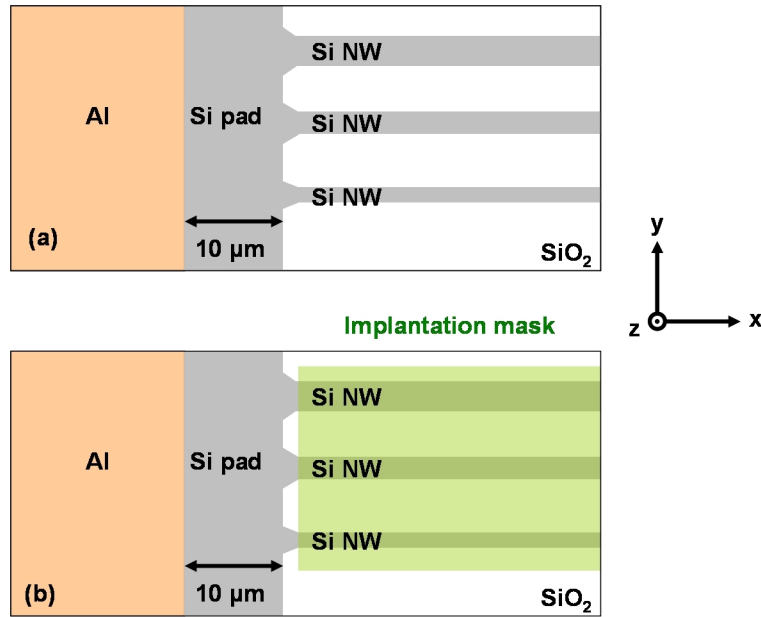 Si NW
Al
Si pad
Si NW
Si NW
(a)
10 µm
SiO₂
y
z
x
Implantation mask
Si NW
Al
Si pad
Si NW
Si NW
(b)
10 µm
SiO₂